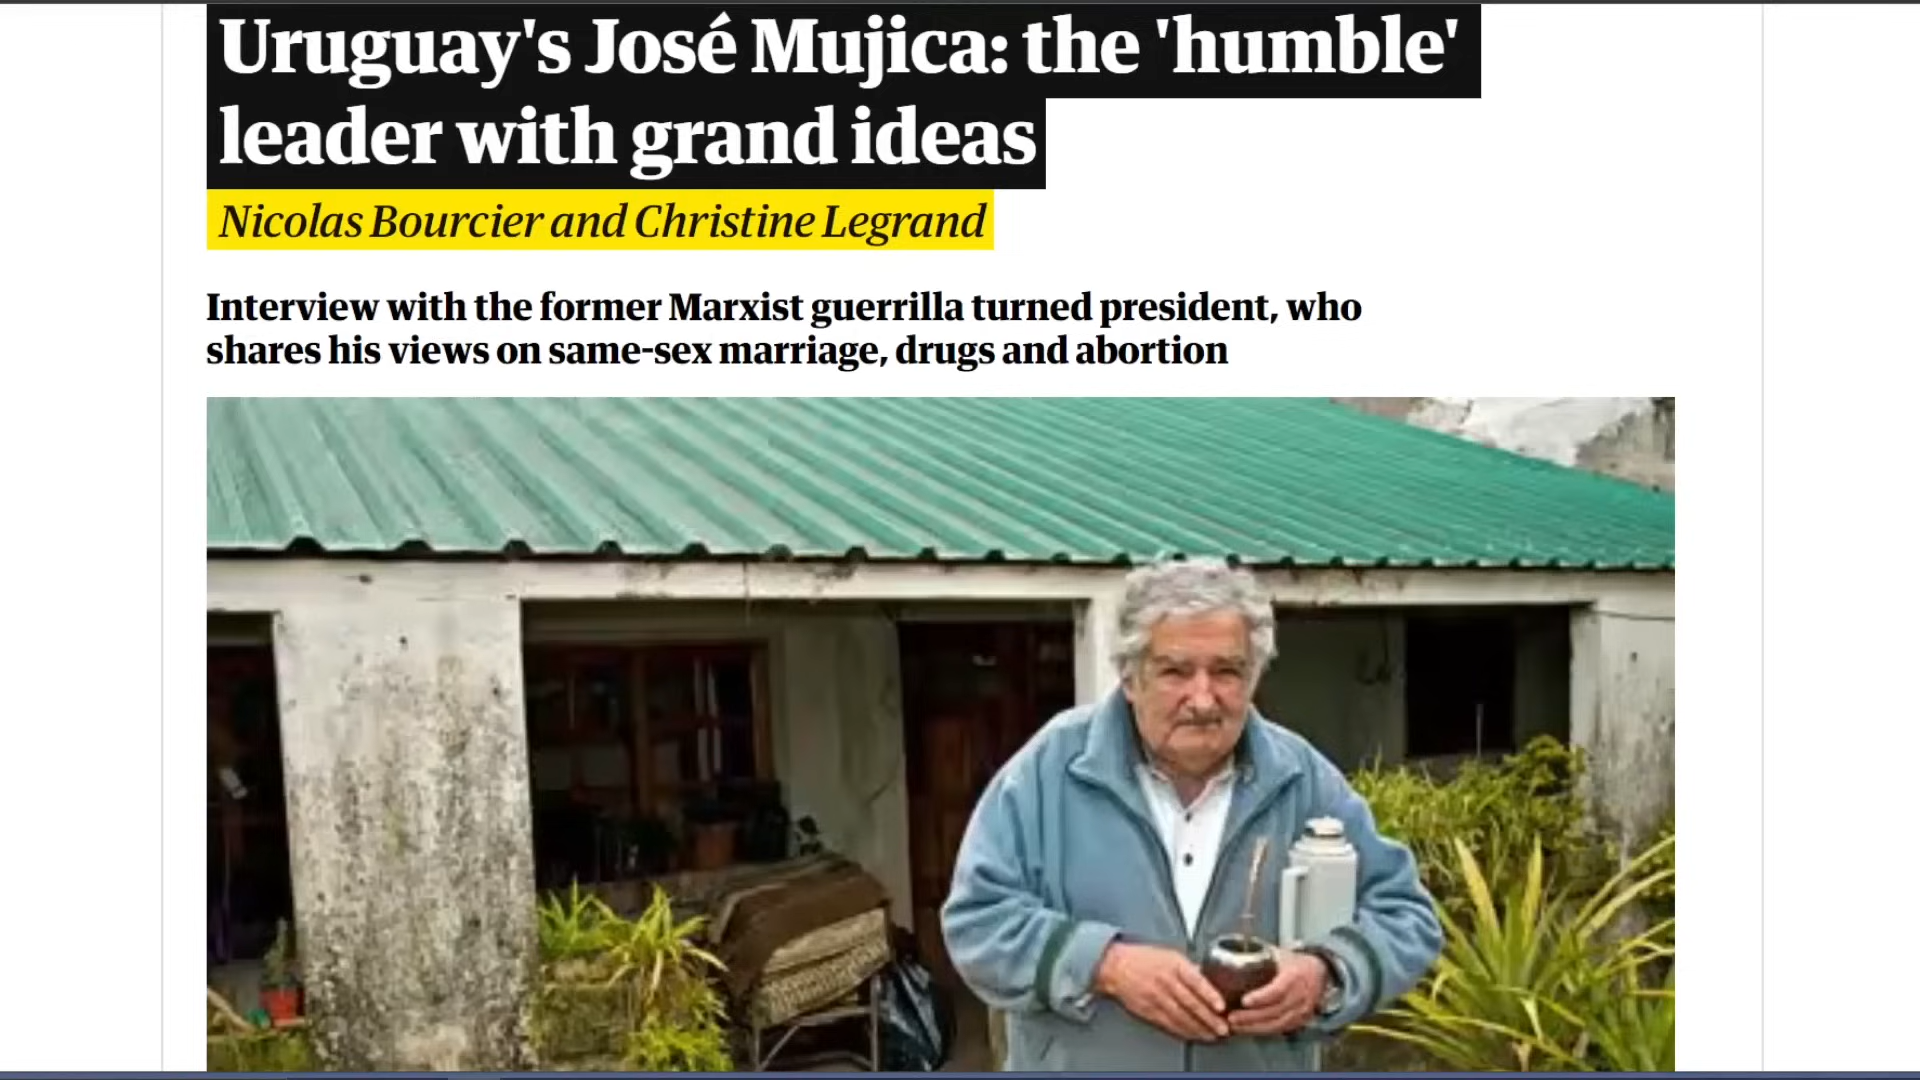 Uruguay's José Mujica: the 'humble'
leader with grand ideas
Nicolas Bourcier and Christine Legrand
Interview with the former Marxist guerrilla turned president, who
shares his views on same-sex marriage, drugs and abortion